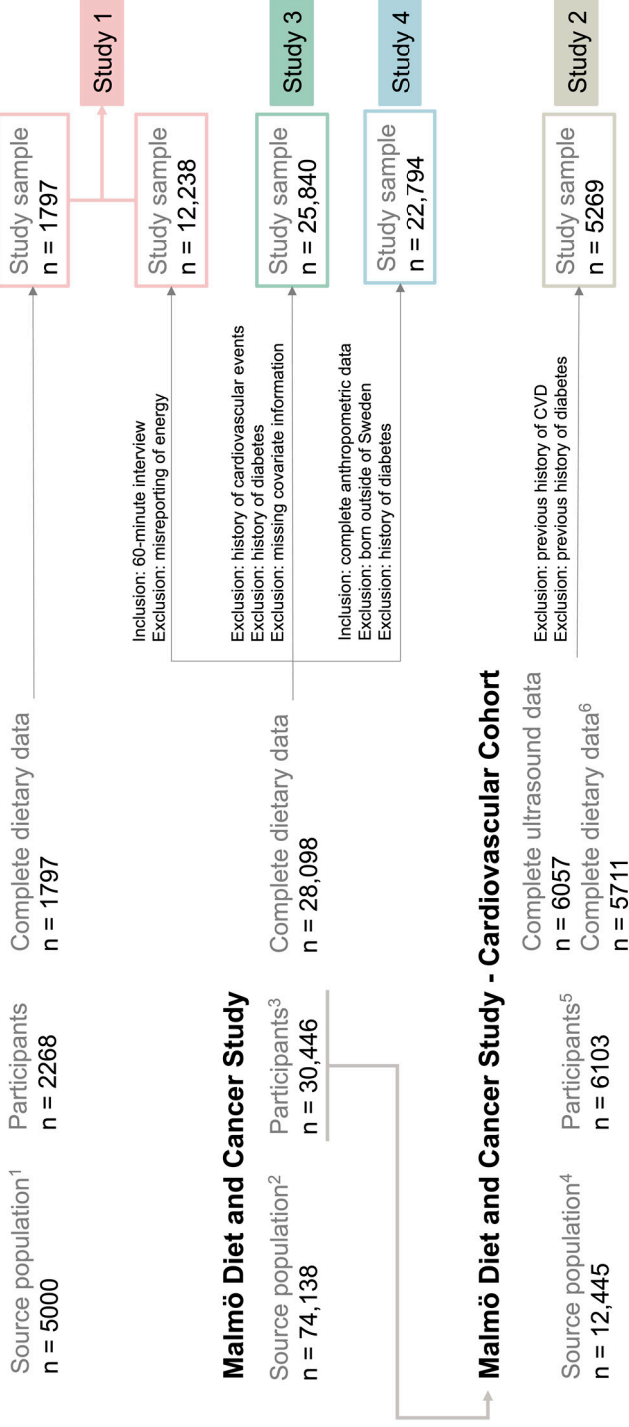 Source population1
n = 5000
Participants
n = 2268
Complete dietary data
n = 1797
Study sample
n = 1797
Study 1
Inclusion: 60-minute interview
Exclusion: misreporting of energy
Study sample
n = 12,238
Malmö Diet and Cancer Study
Source population2
n = 74,138
Participants3
n = 30,446
Complete dietary data
n = 28,098
Exclusion: history of cardiovascular events
Exclusion: history of diabetes
Exclusion: missing covariate information
Study sample
n = 25,840
Study 3
Inclusion: complete anthropometric data
Exclusion: born outside of Sweden
Exclusion: history of diabetes
Study sample
n = 22,794
Study 4
Malmö Diet and Cancer Study - Cardiovascular Cohort
Source population4
n = 12,445
Participants5
n = 6103
Complete ultrasound data
n = 6057
Complete dietary data6
n = 5711
Exclusion: previous history of CVD
Exclusion: previous history of diabetes
Study sample
n = 5269
Study 2